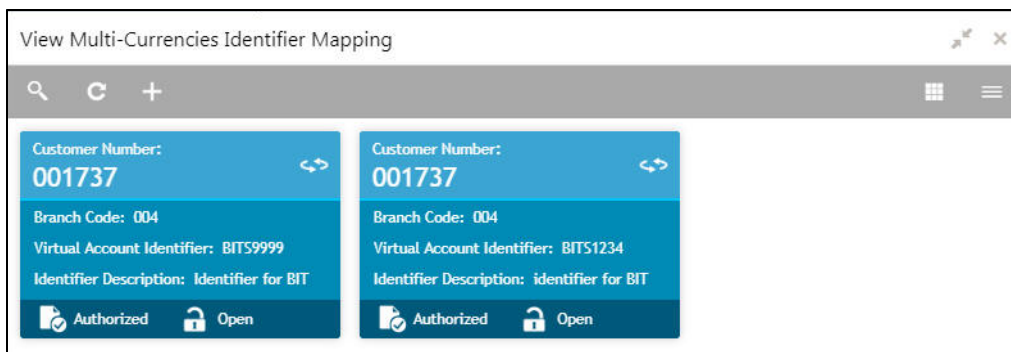 View Multi-Currencies Identifier Mapping
Customer Number:
001737
Branch Code: 004
Virtual Account Identifier: BITS9999
Identifier Description: Identifier for BIT
Authorized Open
Customer Number:
001737
Branch Code: 004
Virtual Account Identifier: BITS1234
Identifier Description: identifier for BIT
Authorized Open